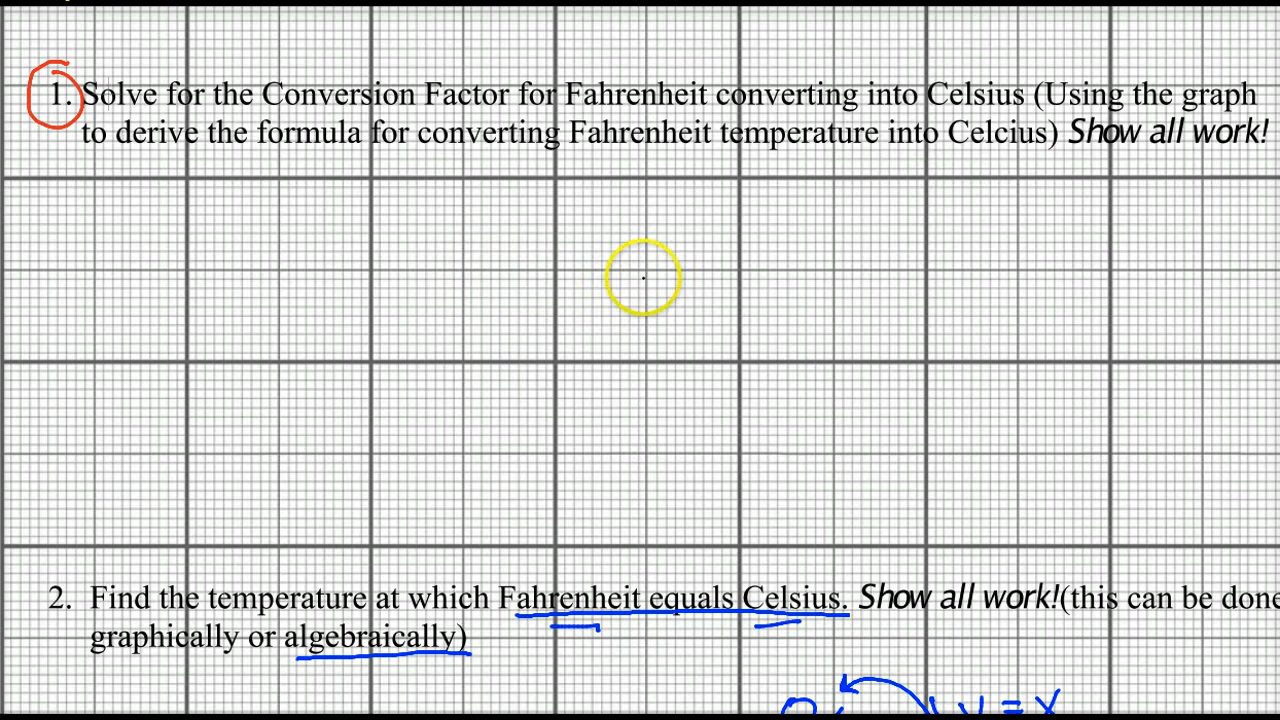 1. Solve for the Conversion Factor for Fahrenheit converting into Celsius (Using the graph
to derive the formula for converting Fahrenheit temperature into Celcius) Show all work!
2. Find the temperature at which Fahrenheit equals Celsius. Show all work!(this can be done
graphically or algebraically)
y = x